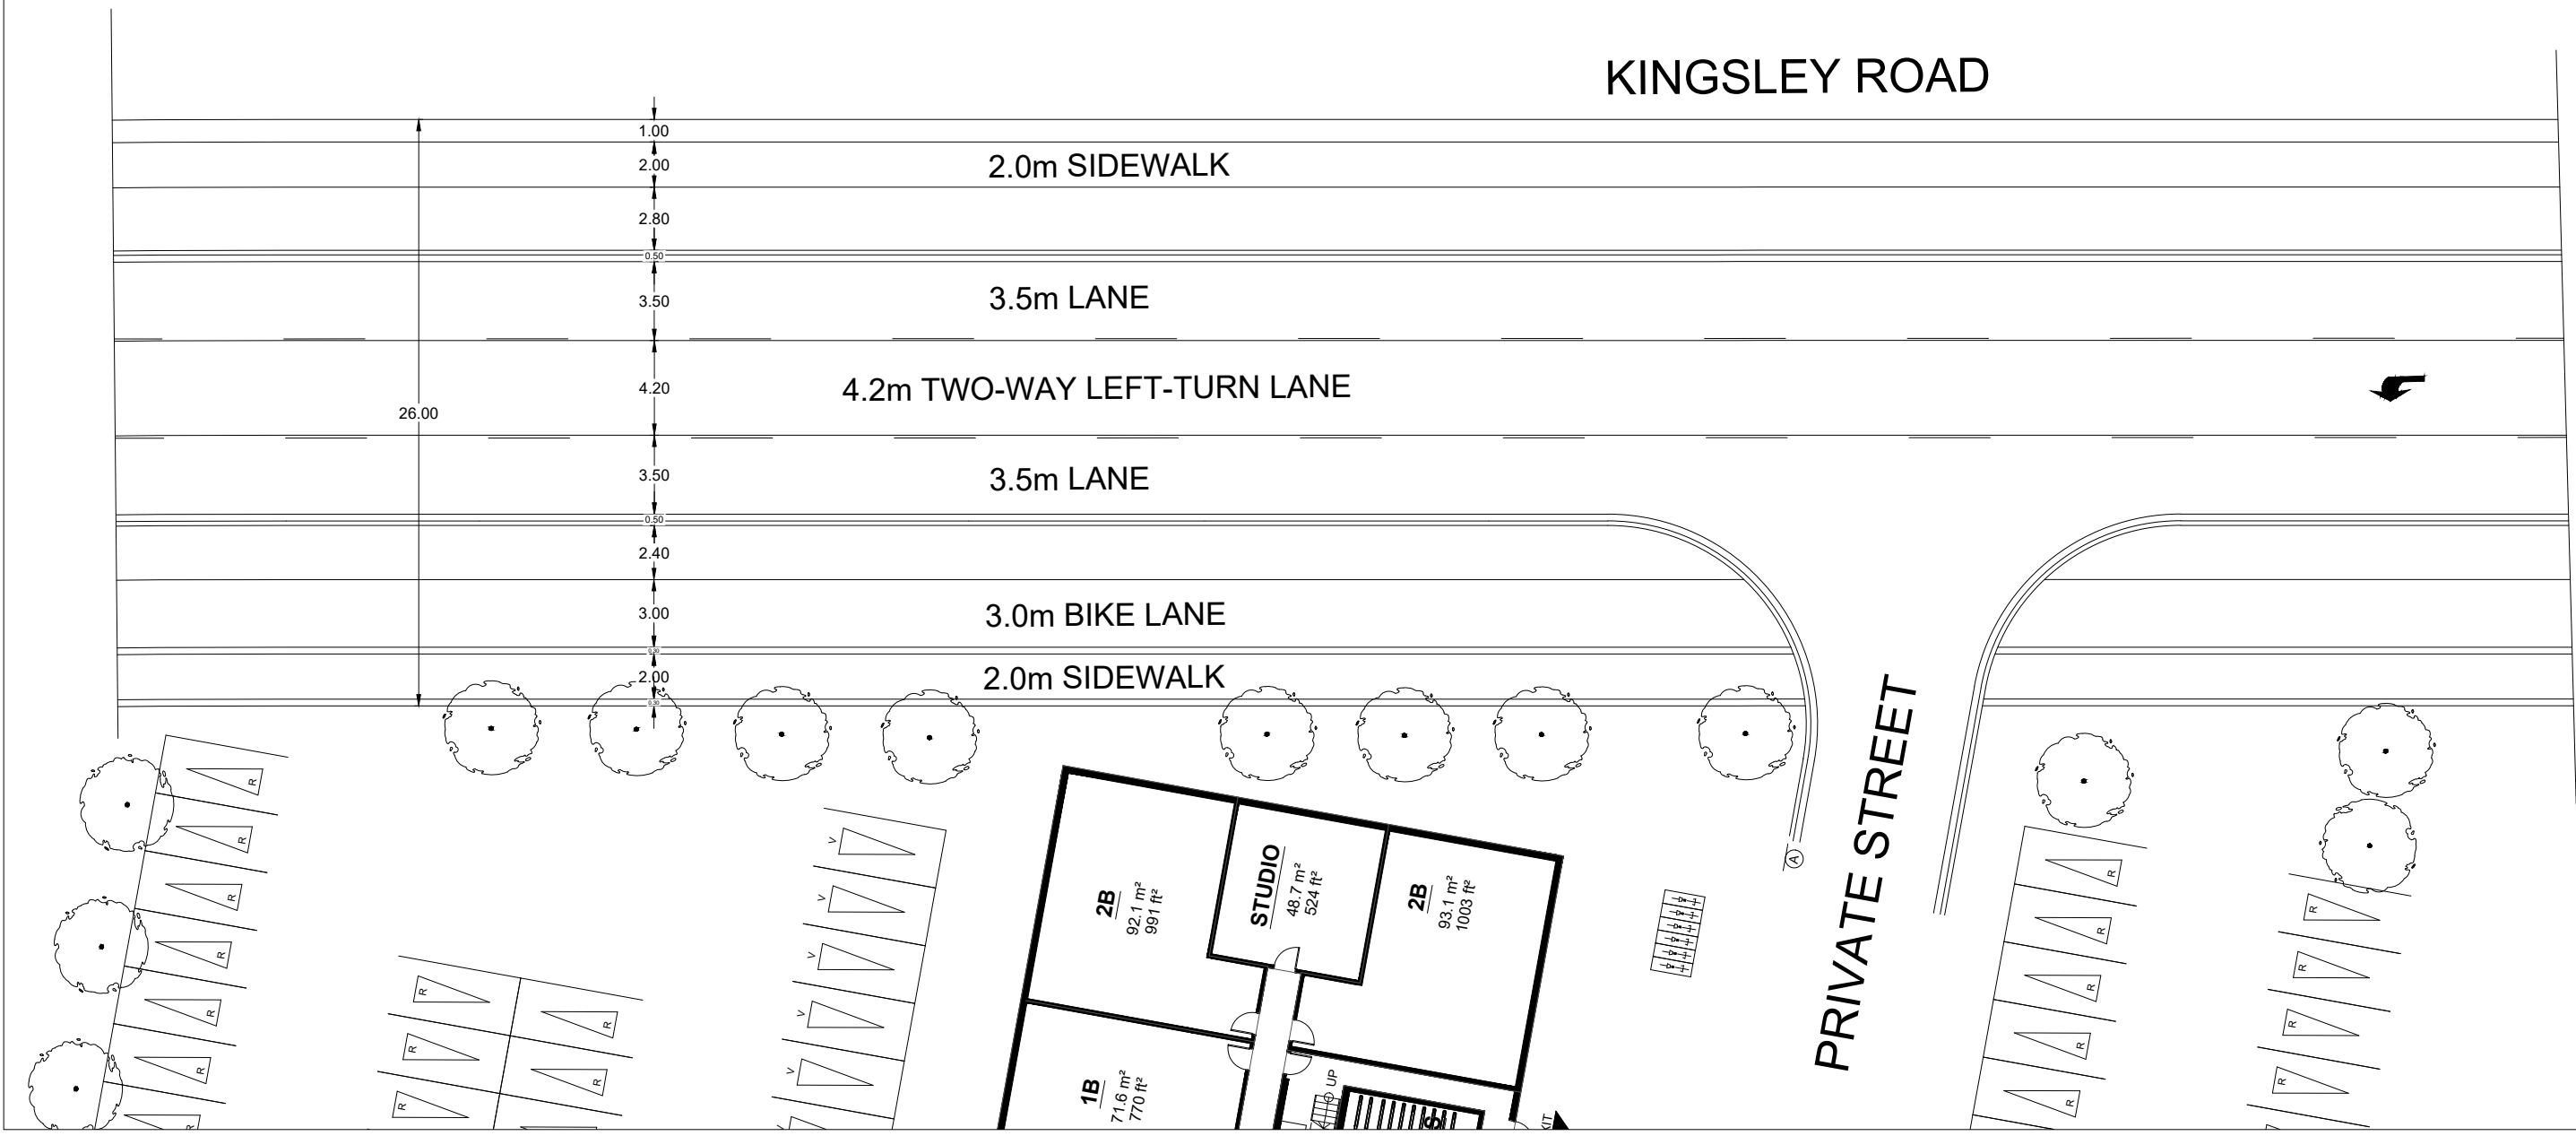 KINGSLEY ROAD
1.00
2.00
2.0m SIDEWALK
2.80
0.50
3.50
3.5m LANE
4.20
4.2m TWO-WAY LEFT-TURN LANE
26.00
3.50
3.5m LANE
0.50
2.40
3.00
3.0m BIKE LANE
0.30
2.00
2.0m SIDEWALK
0.30
PRIVATE STREET
A
2B
92.1 m²
991 ft²
STUDIO
48.7 m²
524 ft²
2B
93.1 m²
1003 ft²
1B
71.6 m²
770 ft²
UP
R
R
R
R
R
R
R
R
R
R
R
R
V
V
V
V
V
R
R
R
R
R
R
R
R
R